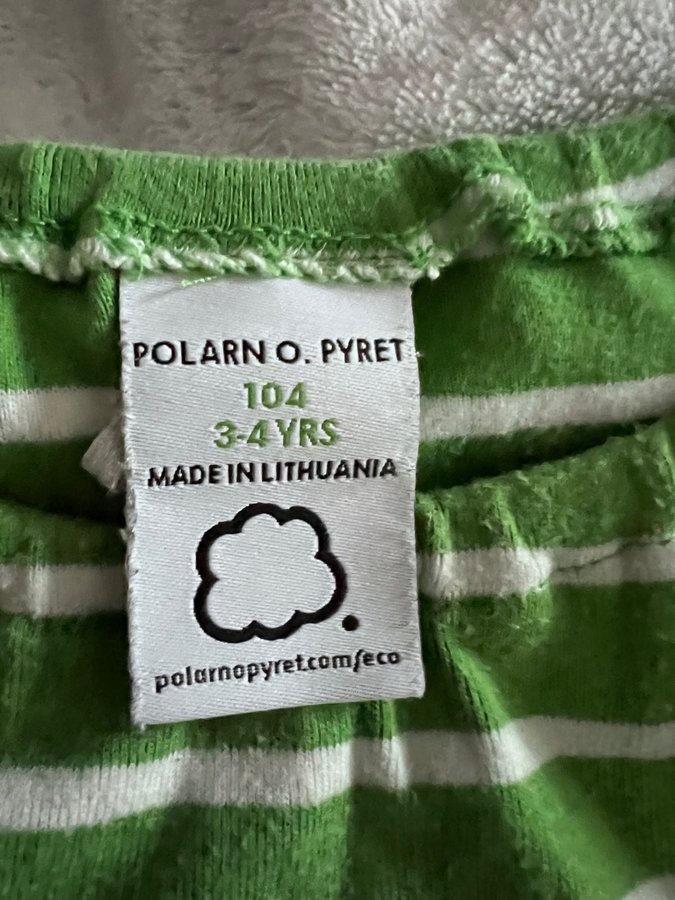 POLARN O. PYRET
104
3-4 YRS
MADE IN LITHUANIA
polarnopyret.com/eco